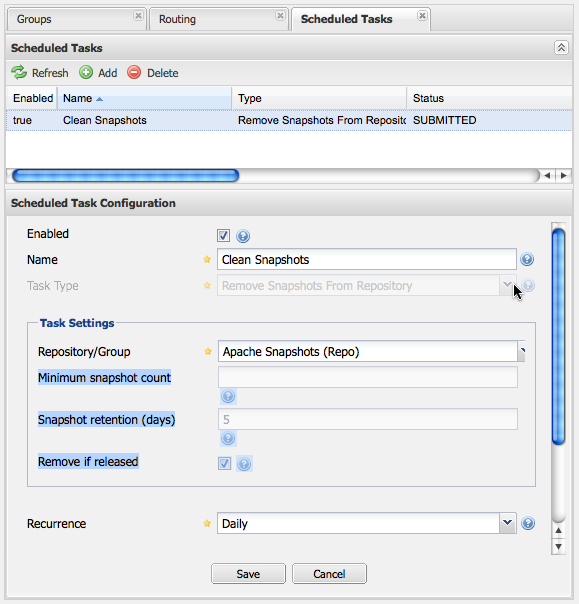 Groups Routing Scheduled Tasks
Scheduled Tasks
Refresh Add Delete
Enabled Name Type Status
true Clean Snapshots Remove Snapshots From Reposito SUBMITTED
Scheduled Task Configuration
Enabled
Name Clean Snapshots
Task Type Remove Snapshots From Repository
Task Settings
Repository/Group Apache Snapshots (Repo)
Minimum snapshot count
Snapshot retention (days) 5
Remove if released
Recurrence Daily
Save Cancel